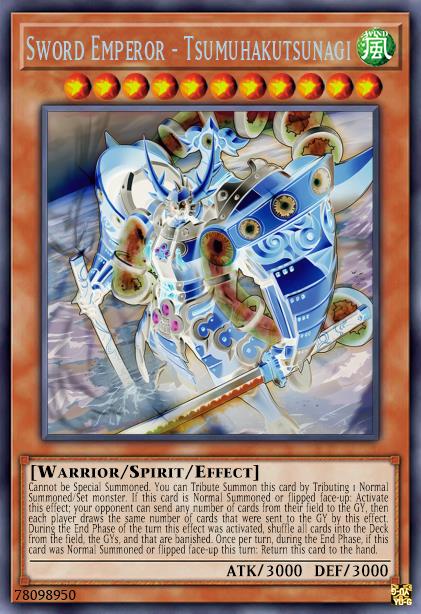 SWORD EMPEROR - TSUMUHAKUTSUNAGI
WIND
風
[WARRIOR/SPIRIT/EFFECT]
Cannot be Special Summoned. You can Tribute Summon this card by Tributing 1 Normal
Summoned/Set monster. If this card is Normal Summoned or flipped face-up: Activate
this effect; your opponent can send any number of cards from their field to the GY, then
each player draws the same number of cards that were sent to the GY by this effect.
During the End Phase of the turn this effect was activated, shuffle all cards into the Deck
from the field, the GYs, and that are banished. Once per turn, during the End Phase, if this
card was Normal Summoned or flipped face-up this turn: Return this card to the hand.
ATK/3000 DEF/3000
78098950